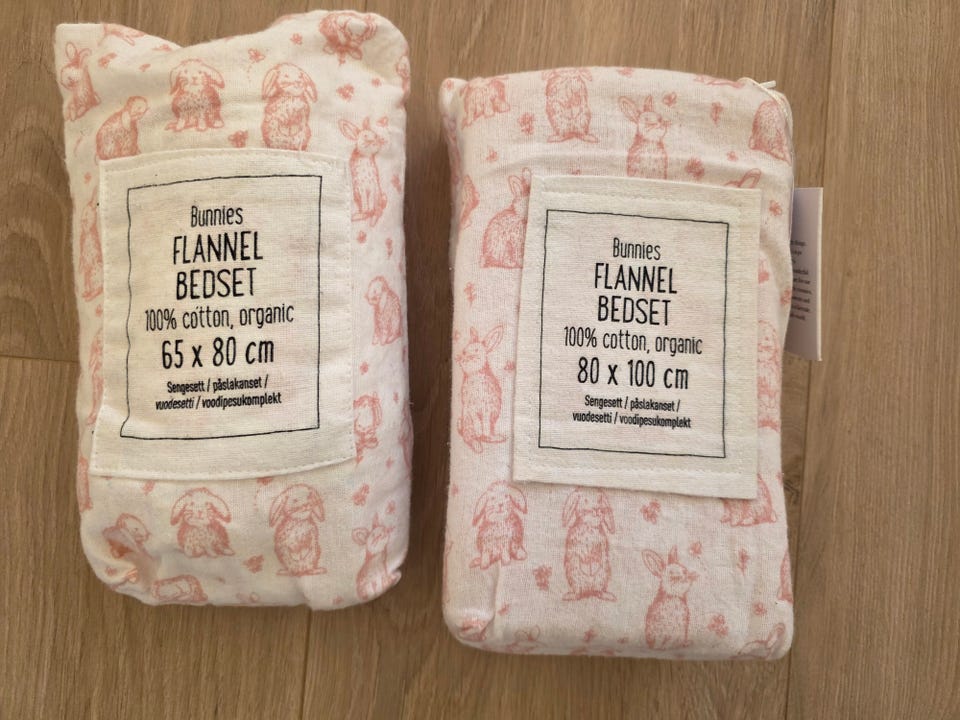 Bunnies
FLANNEL
BEDSET
100% cotton, organic
65 x 80 cm
Sengesett / påslakanset /
vuodesetti / voodipesukomplekt
Bunnies
FLANNEL
BEDSET
100% cotton, organic
80 x 100 cm
Sengesett / påslakanset /
vuodesetti / voodipesukomplekt